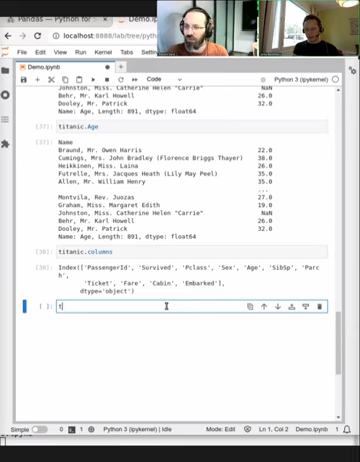 Pandas — Python for S
Demo.ip
localhost:8888/lab/tree/pyth
File Edit View Run Kernel Tabs Settings Help
Demo.ipynb
Code
Python 3 (ipykernel)
Johnston, Miss. Catherine Helen "Carrie" NaN
Behr, Mr. Karl Howell 26.0
Dooley, Mr. Patrick 32.0
Name: Age, Length: 891, dtype: float64
[37]: titanic.Age
[37]: Name
Braund, Mr. Owen Harris 22.0
Cumings, Mrs. John Bradley (Florence Briggs Thayer) 38.0
Heikkinen, Miss. Laina 26.0
Futrelle, Mrs. Jacques Heath (Lily May Peel) 35.0
Allen, Mr. William Henry 35.0
...
Montvila, Rev. Juozas 27.0
Graham, Miss. Margaret Edith 19.0
Johnston, Miss. Catherine Helen "Carrie" NaN
Behr, Mr. Karl Howell 26.0
Dooley, Mr. Patrick 32.0
Name: Age, Length: 891, dtype: float64
[38]: titanic.columns
[38]: Index(['PassengerId', 'Survived', 'Pclass', 'Sex', 'Age', 'SibSp', 'Parc
h',
'Ticket', 'Fare', 'Cabin', 'Embarked'],
dtype='object')
[ ]: t
Simple 0 1 Python 3 (ipykernel) | Idle Mode: Edit Ln 1, Col 2 Demo.ipynb 1